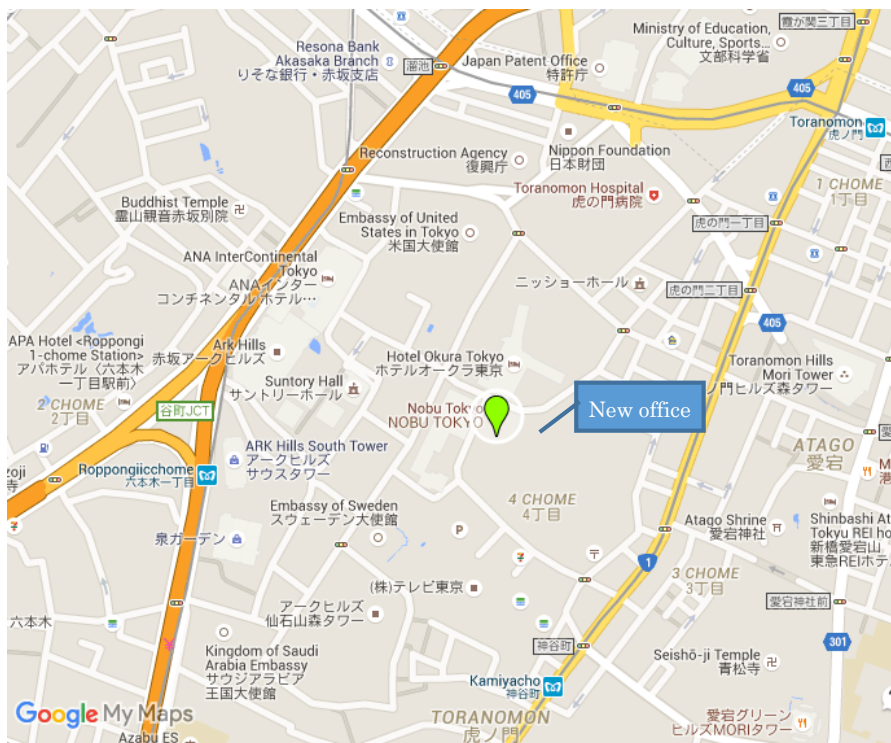 霞が関三丁目
Ministry of Education,
Culture, Sports...
文部科学省
Resona Bank
Akasaka Branch
りそな銀行・赤坂支店
溜池
Japan Patent Office
特許庁
405
405
Toranomon
虎ノ門
Reconstruction Agency
復興庁
Nippon Foundation
日本財団
Toranomon Hospital
虎の門病院
1 CHOME
1丁目
Buddhist Temple
霊山観音赤坂別院
Embassy of United
States in Tokyo
米国大使館
虎の門一丁目
ANA InterContinental
Tokyo
ANAインター
コンチネンタル ホテル…
ニッショーホール
虎の門二丁目
405
APA Hotel <Roppongi
1-chome Station>
アパホテル〈六本木
一丁目駅前〉
Ark Hills
赤坂アークヒルズ
Hotel Okura Tokyo
ホテルオークラ東京
Toranomon Hills
Mori Tower
ノ門ヒルズ森タワー
Suntory Hall
サントリーホール
2 CHOME
2丁目
谷町JCT
Nobu Tok
NOBU TOKYO
New office
ATAGO
愛宕
ARK Hills South Tower
アークヒルズ
サウスタワー
Roppongiicchome
六本木一丁目
zoji
寺
4 CHOME
4丁目
Embassy of Sweden
スウェーデン大使館
泉ガーデン
P
Atago Shrine
愛宕神社
Shinbashi At
Tokyu REI ho
新橋愛宕山
東急REIホテ
1
3 CHOME
3丁目
(株)テレビ東京
愛宕神社前
アークヒルズ
仙石山森タワー
六本木
301
神谷町
Kingdom of Saudi
Arabia Embassy
サウジアラビア
王国大使館
Seishō-ji Temple
青松寺
Kamiyacho
神谷町
Google My Maps
TORANOMON
虎ノ門
愛宕グリーン
ヒルズMORIタワー
Azabu ES